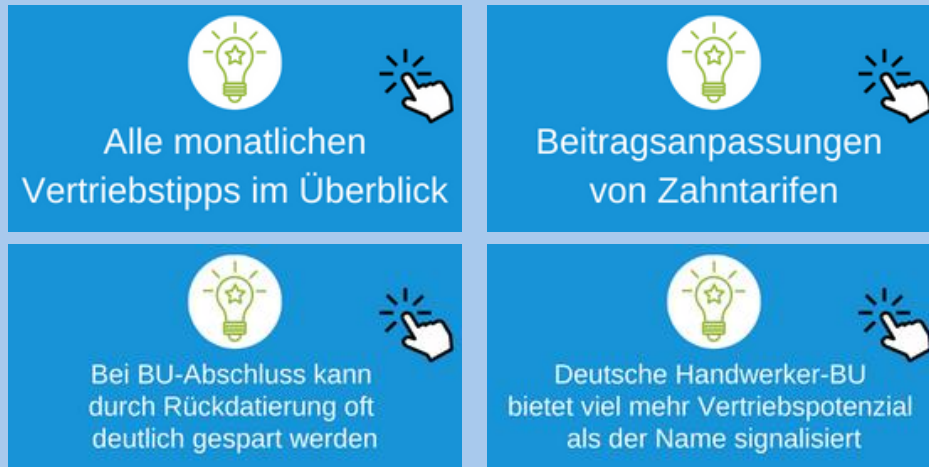 Alle monatlichen
Vertriebstipps im Überblick
Beitragsanpassungen
von Zahntarifen
Bei BU-Abschluss kann
durch Rückdatierung oft
deutlich gespart werden
Deutsche Handwerker-BU
bietet viel mehr Vertriebspotenzial
als der Name signalisiert